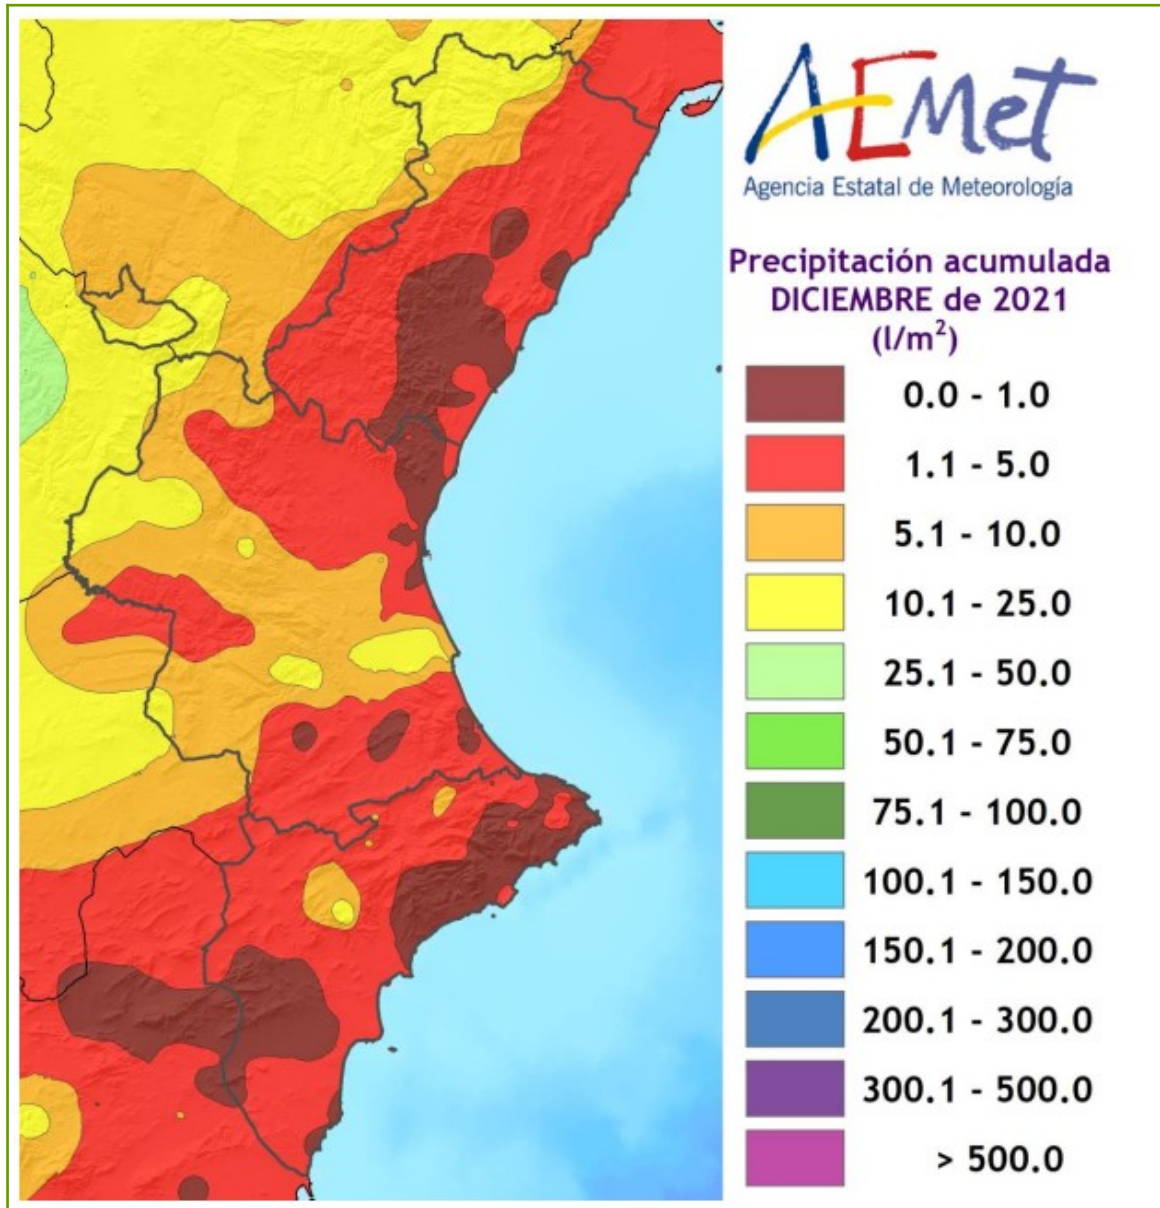 AEMet
Agencia Estatal de Meteorología
Precipitación acumulada
DICIEMBRE de 2021
(l/m²)
0.0 - 1.0
1.1 - 5.0
5.1 - 10.0
10.1 - 25.0
25.1 - 50.0
50.1 - 75.0
75.1 - 100.0
100.1 - 150.0
150.1 - 200.0
200.1 - 300.0
300.1 - 500.0
> 500.0